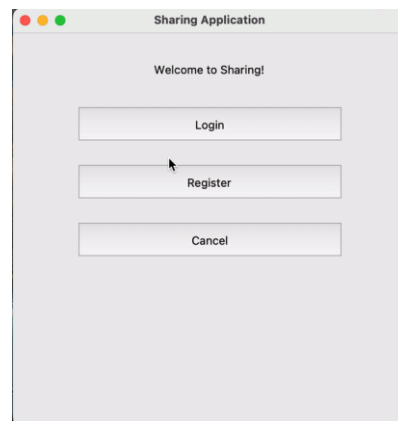 Sharing Application
Welcome to Sharing!
Login
Register
Cancel